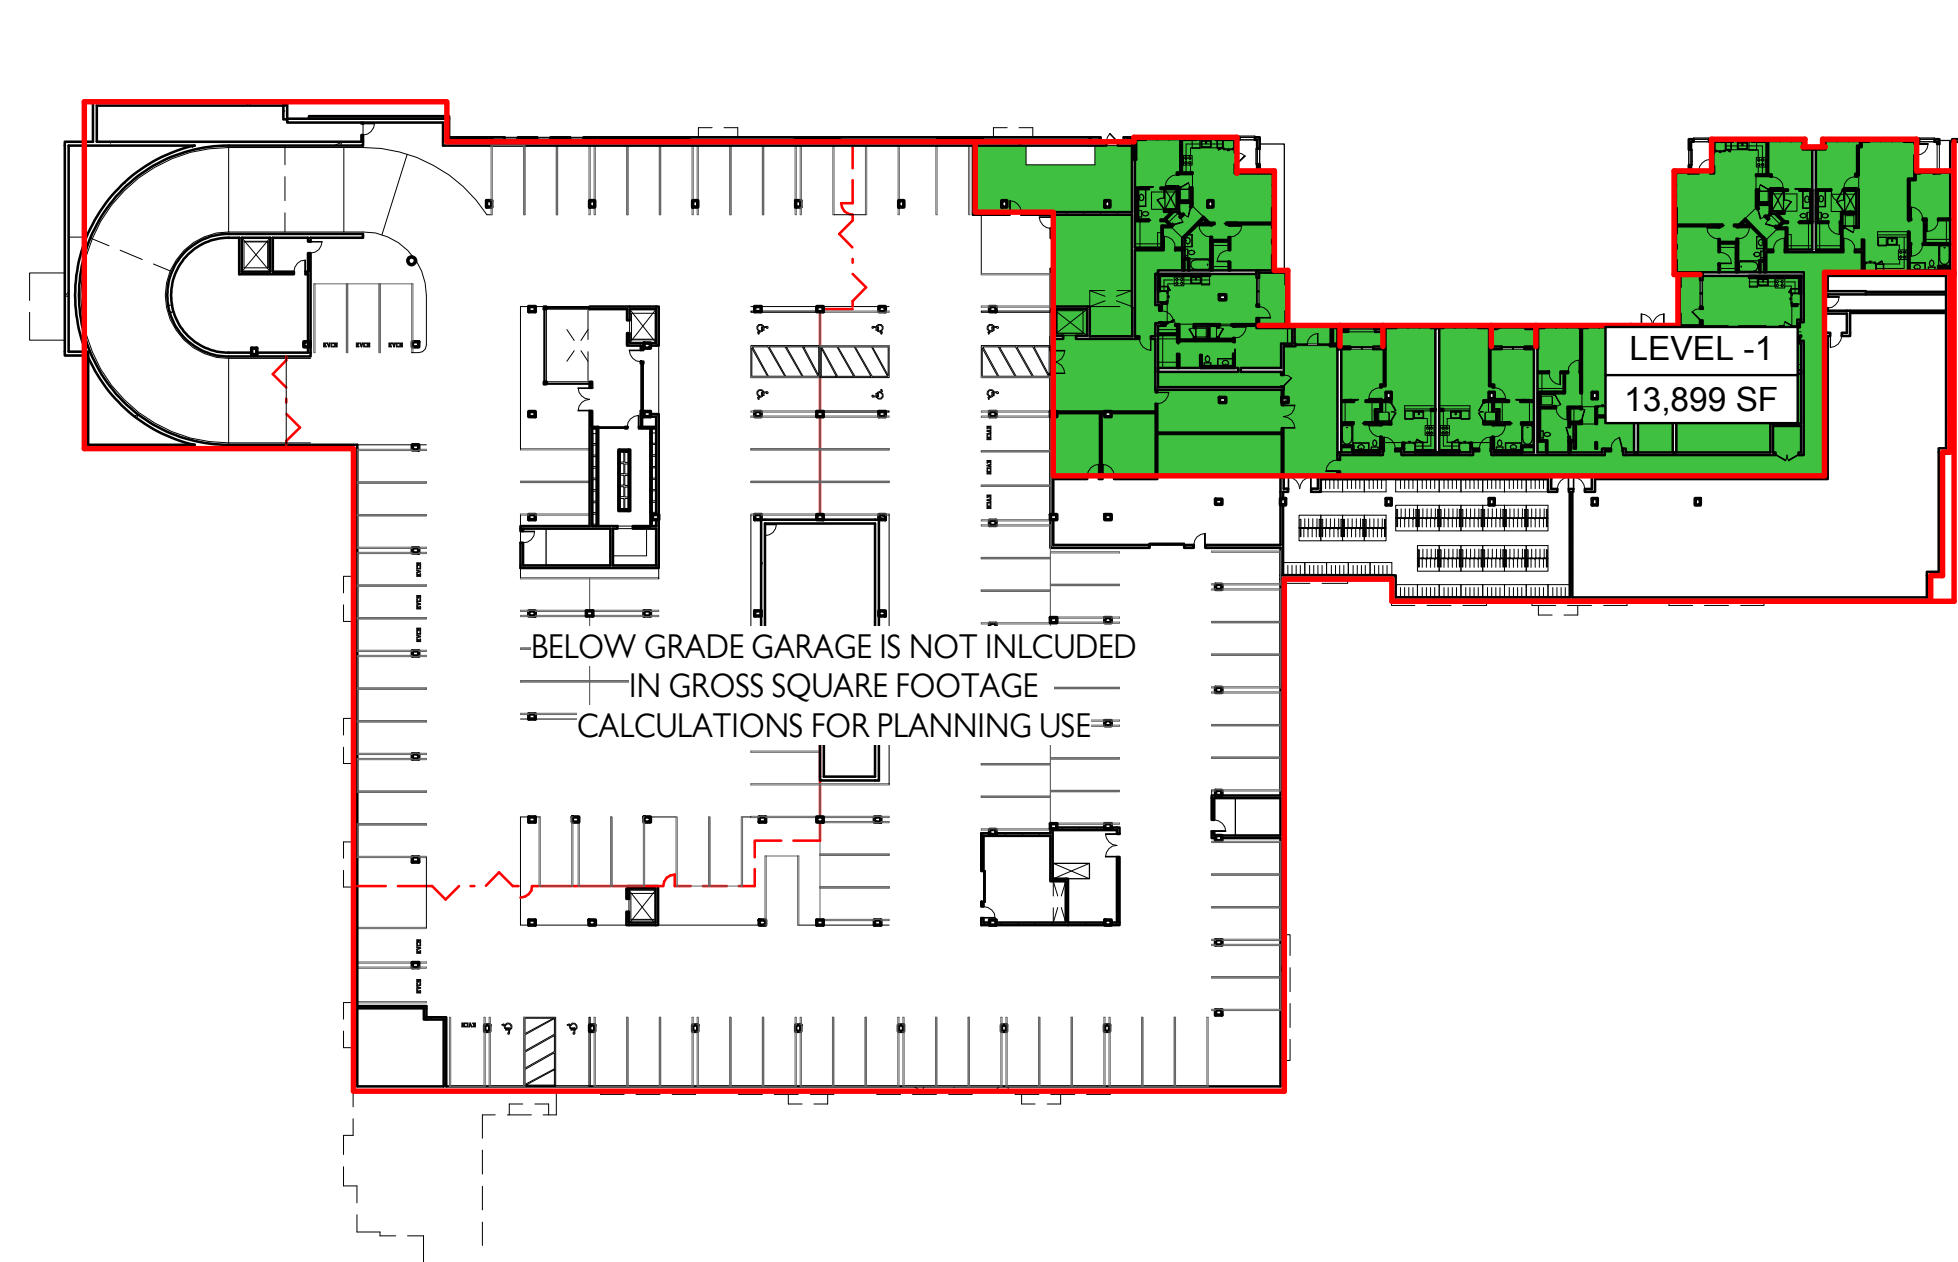 LEVEL -1
13,899 SF
BELOW GRADE GARAGE IS NOT INLCUDED
IN GROSS SQUARE FOOTAGE
CALCULATIONS FOR PLANNING USE